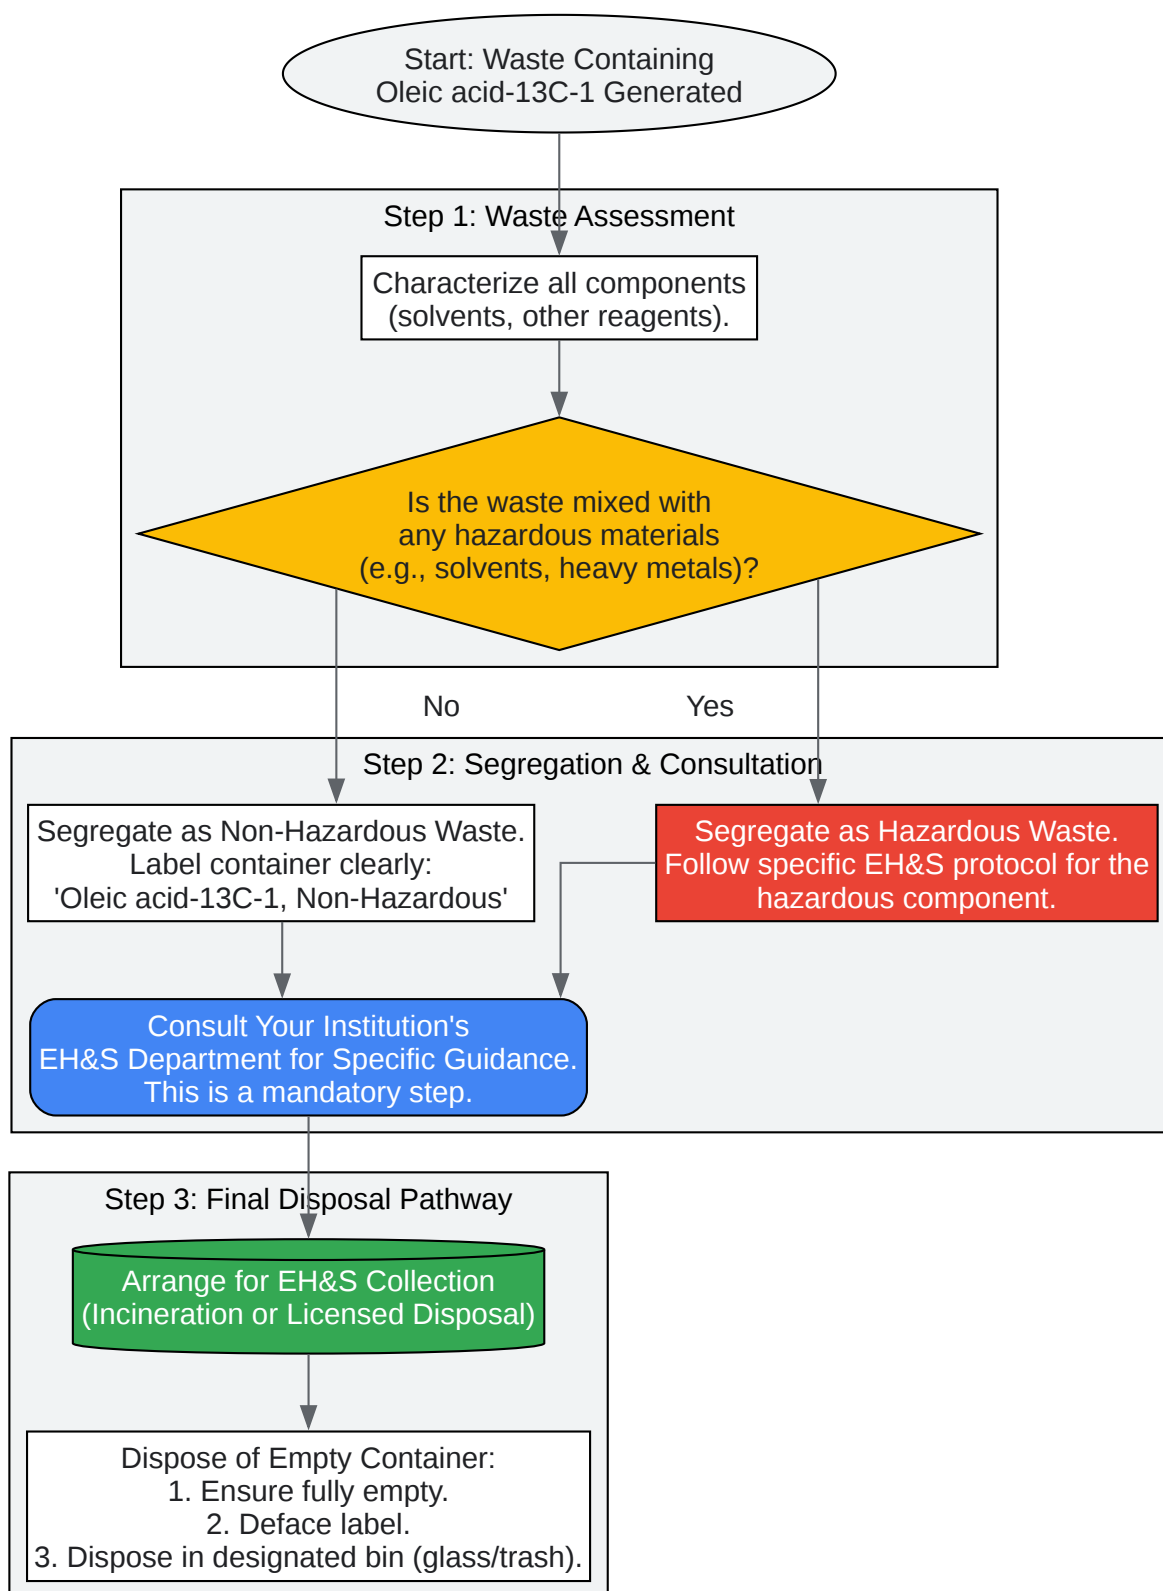 Start: Waste Containing
Oleic acid-13C-1 Generated
Step 1: Waste Assessment
Characterize all components
(solvents, other reagents).
Is the waste mixed with
any hazardous materials
(e.g., solvents, heavy metals)?
No
Yes
Step 2: Segregation & Consultation
Segregate as Non-Hazardous Waste.
Label container clearly:
'Oleic acid-13C-1, Non-Hazardous'
Segregate as Hazardous Waste.
Follow specific EH&S protocol for the
hazardous component.
Consult Your Institution's
EH&S Department for Specific Guidance.
This is a mandatory step.
Step 3: Final Disposal Pathway
Arrange for EH&S Collection
(Incineration or Licensed Disposal)
Dispose of Empty Container:
1. Ensure fully empty.
2. Deface label.
3. Dispose in designated bin (glass/trash).